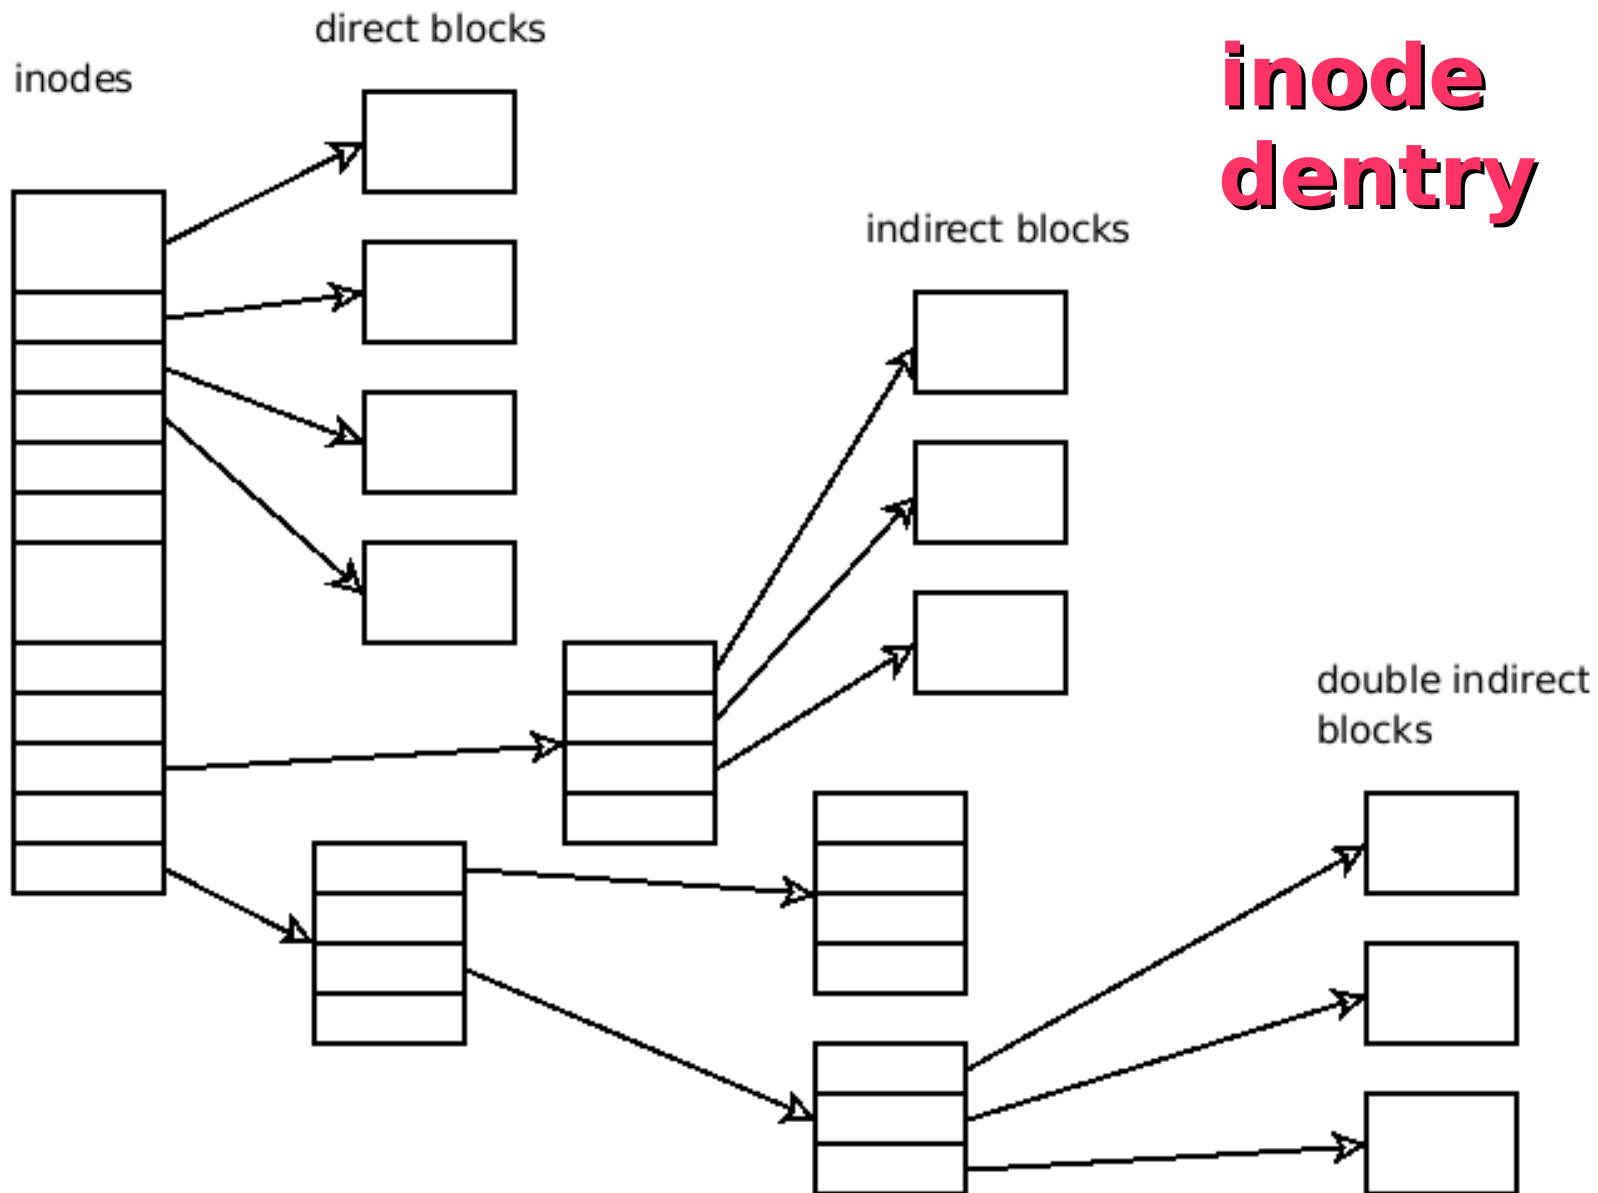 direct blocks
inodes
inode
dentry
indirect blocks
double indirect
blocks